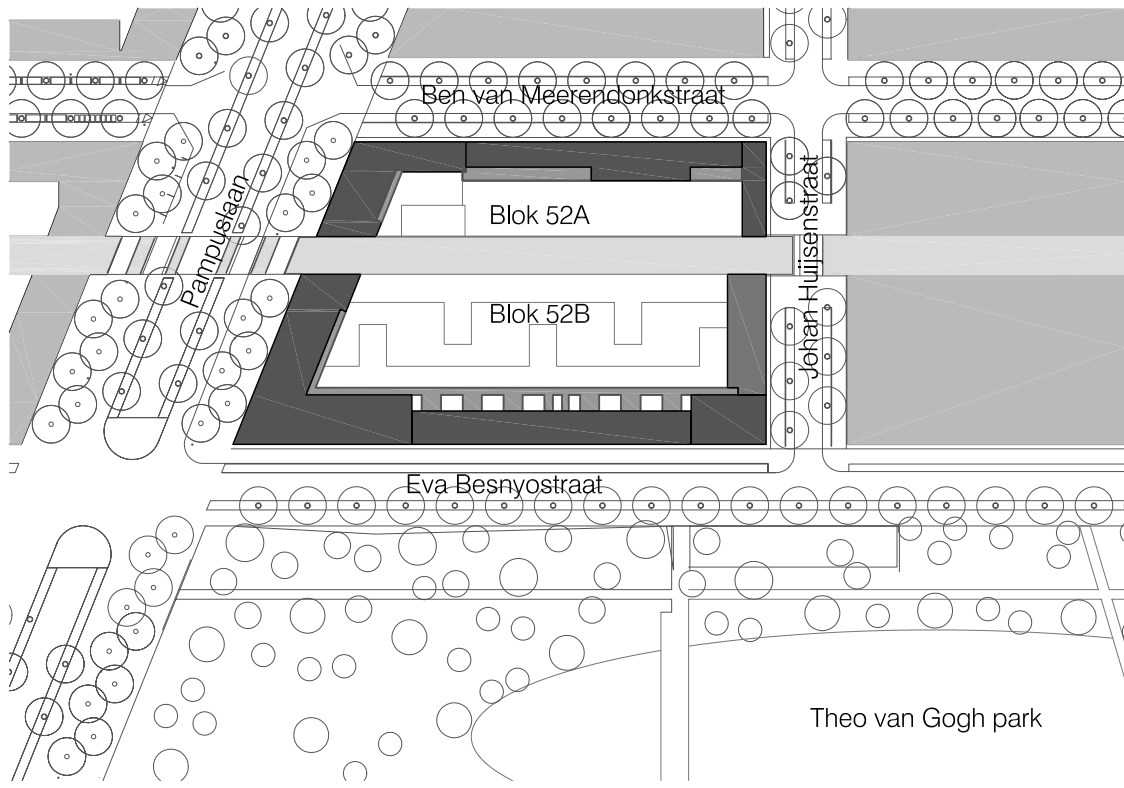 Ben van Meerendonkstraat
Pampuslaan
Blok 52A
Johan Huijsenstraat
Blok 52B
Eva Besnyostraat
Theo van Gogh park